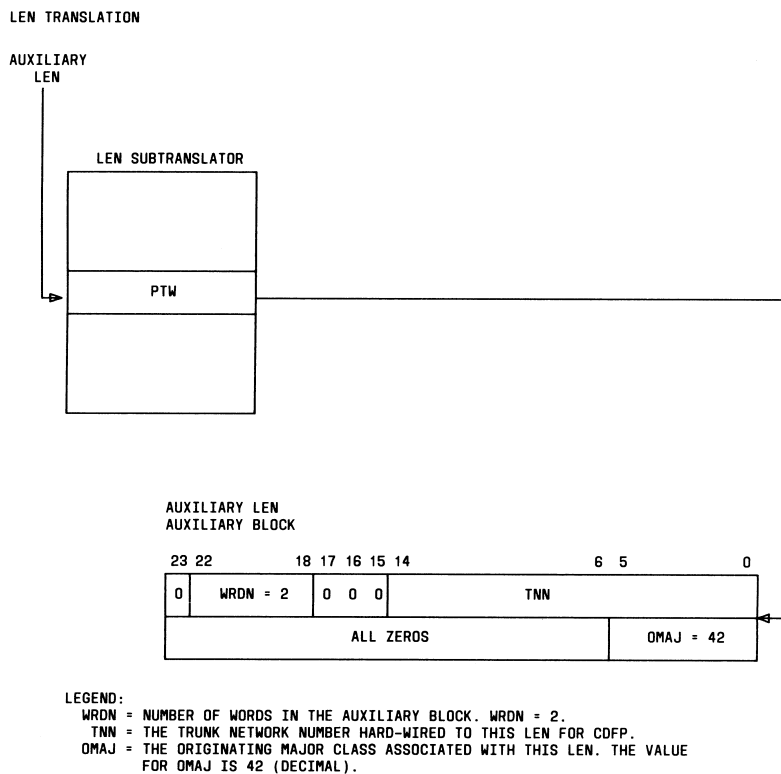 LEN TRANSLATION
AUXILIARY
LEN
LEN SUBTRANSLATOR
PTW
AUXILIARY LEN
AUXILIARY BLOCK
23 22 18 17 16 15 14 6 5 0
0 WRDN = 2 0 0 0 TNN
ALL ZEROS OMAJ = 42
LEGEND:
WRDN = NUMBER OF WORDS IN THE AUXILIARY BLOCK. WRDN = 2.
TNN = THE TRUNK NETWORK NUMBER HARD-WIRED TO THIS LEN FOR CDFP.
OMAJ = THE ORIGINATING MAJOR CLASS ASSOCIATED WITH THIS LEN. THE VALUE
FOR OMAJ IS 42 (DECIMAL).